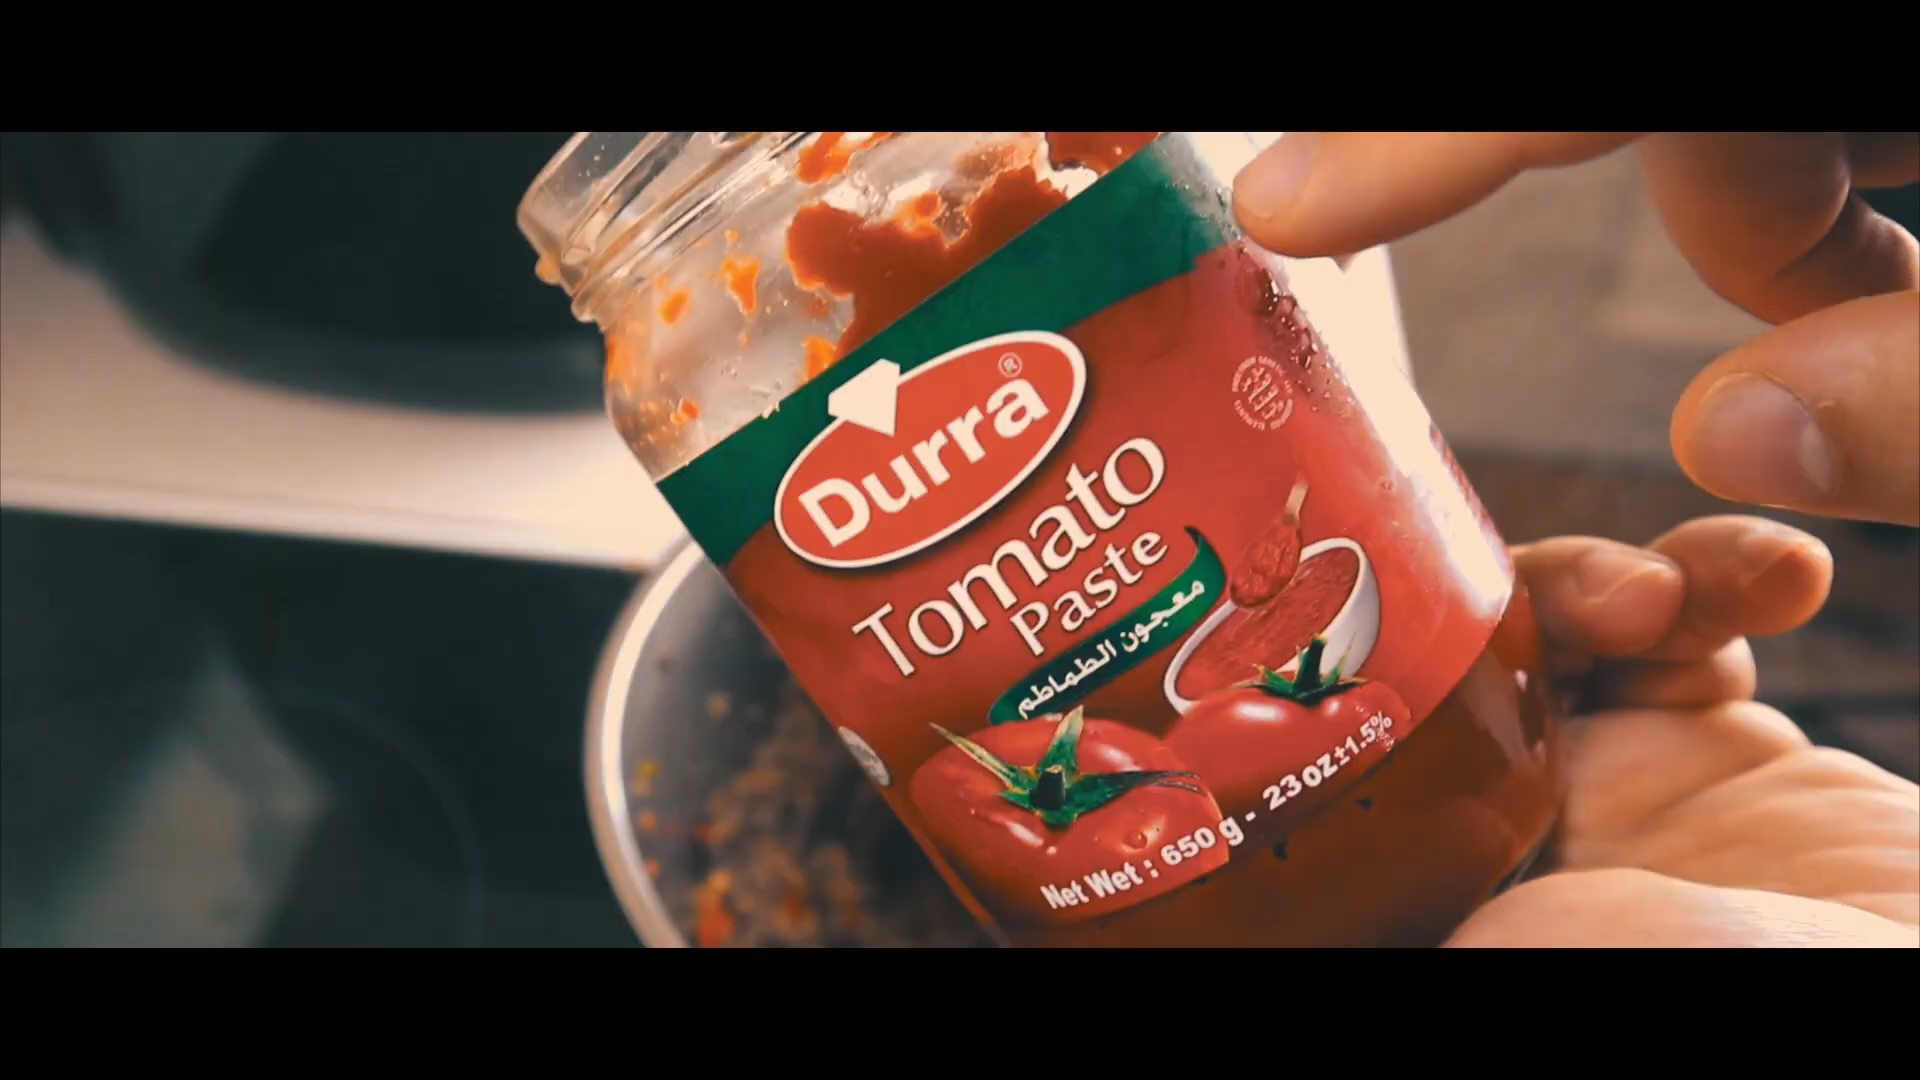 Durra®
Tomato
Paste
معجون الطماطم
Net Wet : 650 g - 23 oz±1.5%